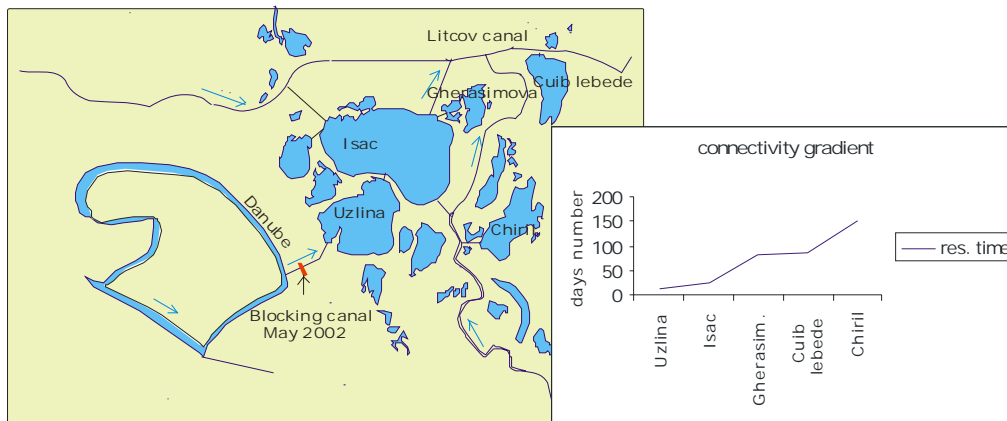 Litcov canal
Cuib lebede
Gherasimova
Isac
Uzlina
Chiril
Danube
Blocking canal
May 2002
connectivity gradient
days number
200
150
100
50
0
Uzlina
Isac
Gherasim.
Cuib
lebede
Chiril
res. time